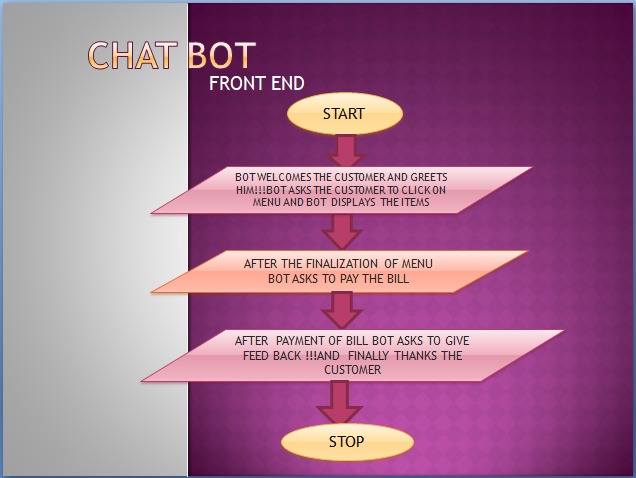 CHAT BOT
FRONT END
START
BOT WELCOMES THE CUSTOMER AND GREETS
HIM!!!BOT ASKS THE CUSTOMER TO CLICK ON
MENU AND BOT DISPLAYS THE ITEMS
AFTER THE FINALIZATION OF MENU
BOT ASKS TO PAY THE BILL
AFTER PAYMENT OF BILL BOT ASKS TO GIVE
FEED BACK !!!AND FINALLY THANKS THE
CUSTOMER
STOP